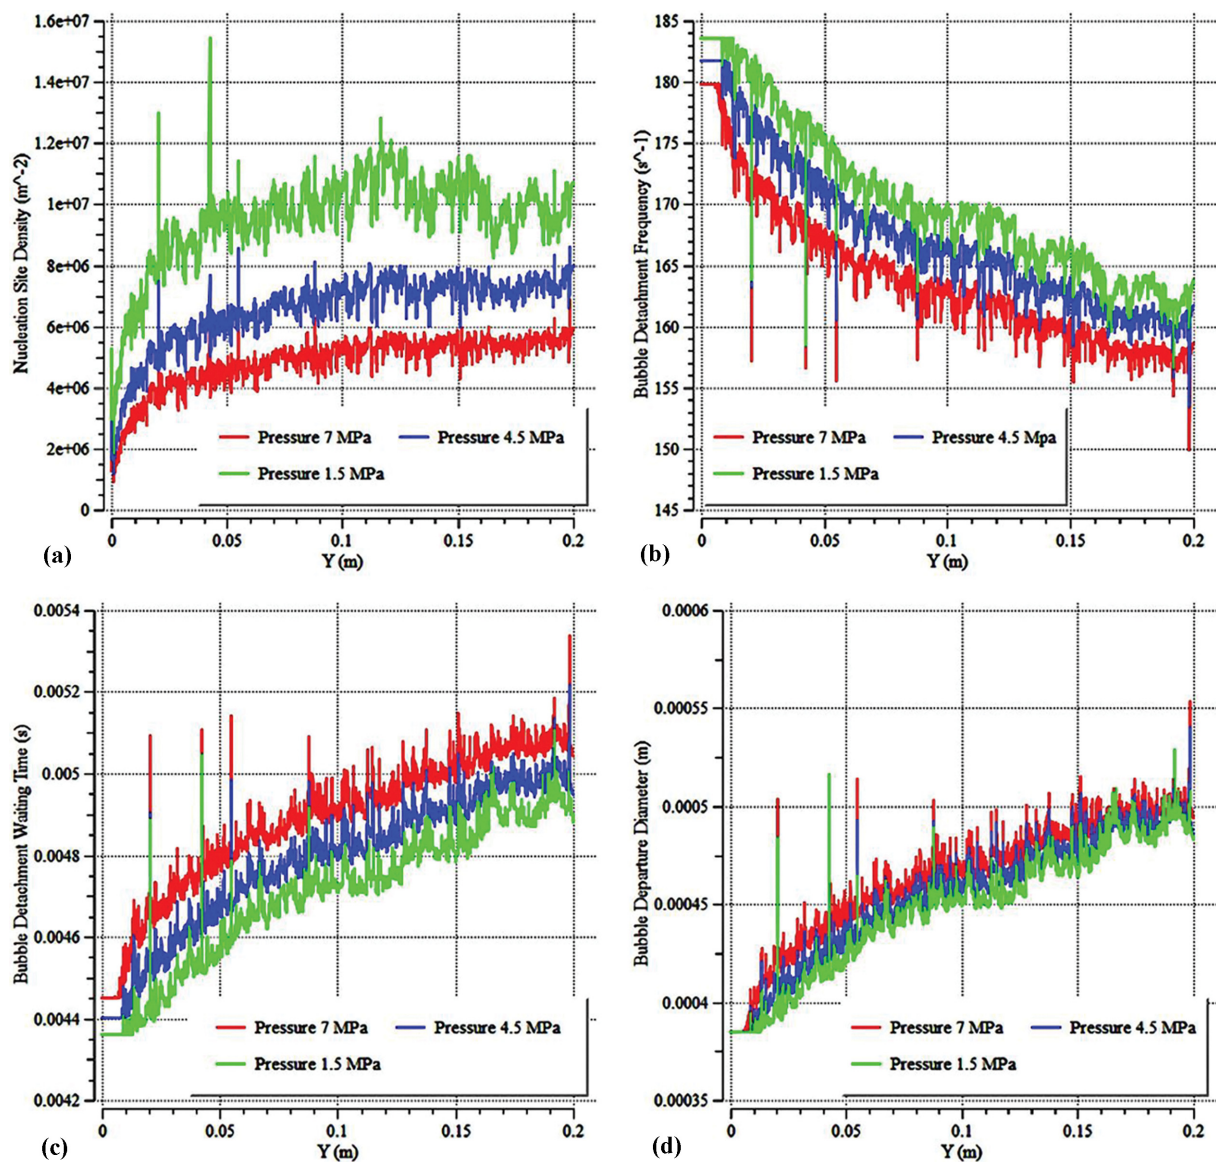 1.6e+07
1.4e+07
1.2e+07
1e+07
8e+06
6e+06
4e+06
2e+06
0
Nucleation Site Density (m^-2)
Pressure 7 MPa
Pressure 4.5 MPa
Pressure 1.5 MPa
0 0.05 0.1 0.15 0.2
Y (m)
(a)
185
180
175
170
165
160
155
150
145
Bubble Detachment Frequency (s^-1)
Pressure 7 MPa
Pressure 4.5 Mpa
Pressure 1.5 MPa
0 0.05 0.1 0.15 0.2
Y (m)
(b)
0.0054
0.0052
0.005
0.0048
0.0046
0.0044
0.0042
Bubble Detachment Waiting Time (s)
Pressure 7 MPa
Pressure 4.5 MPa
Pressure 1.5 MPa
0 0.05 0.1 0.15 0.2
Y (m)
(c)
0.0006
0.00055
0.0005
0.00045
0.0004
0.00035
Bubble Departure Diameter (m)
Pressure 7 MPa
Pressure 4.5 MPa
Pressure 1.5 MPa
0 0.05 0.1 0.15 0.2
Y (m)
(d)